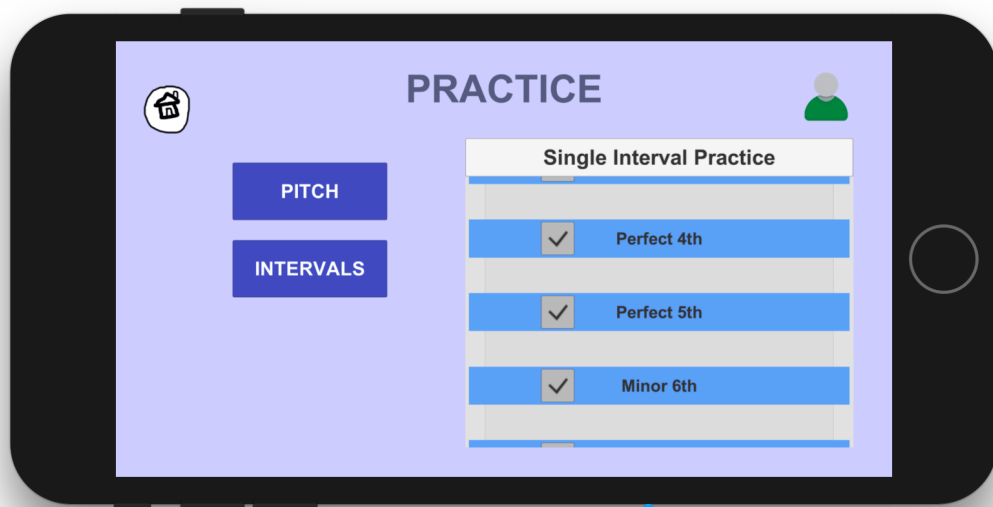 PRACTICE
Single Interval Practice
PITCH
INTERVALS
Perfect 4th
Perfect 5th
Minor 6th